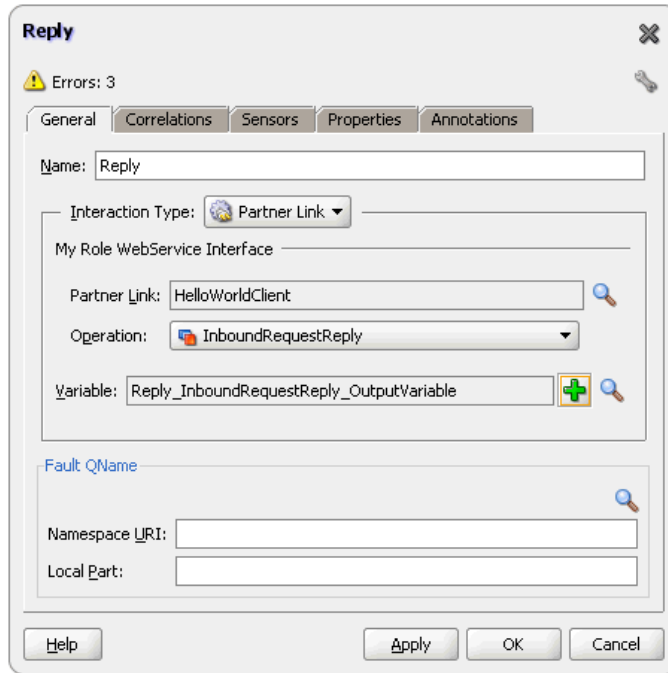 Reply
Errors: 3
General Correlations Sensors Properties Annotations
Name: Reply
Interaction Type: Partner Link
My Role WebService Interface
Partner Link: HelloWorldClient
Operation: InboundRequestReply
Variable: Reply_InboundRequestReply_OutputVariable
Fault QName
Namespace URI:
Local Part:
Help Apply OK Cancel